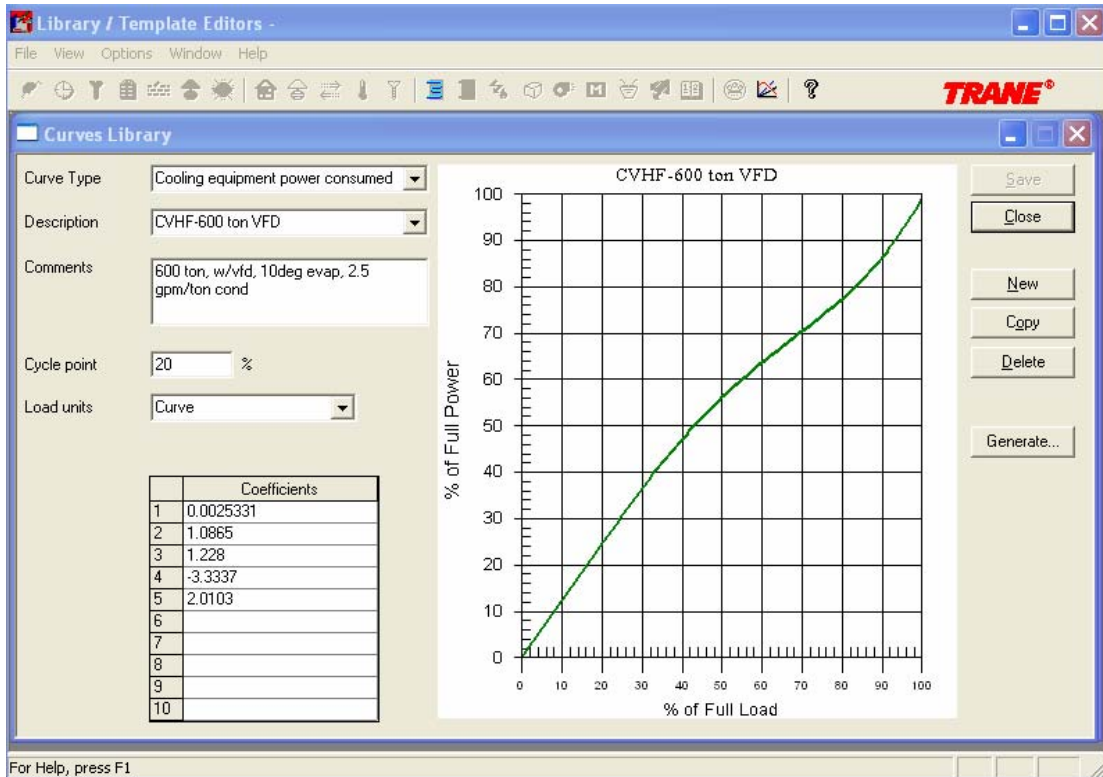 Library / Template Editors -
File View Options Window Help
TRANE®
Curves Library
Curve Type
Cooling equipment power consumed
Description
CVHF-600 ton VFD
Comments
600 ton, w/vfd, 10deg evap, 2.5
gpm/ton cond
Cycle point
20
%
Load units
Curve
Coefficients
1 0.0025331
2 1.0865
3 1.228
4 -3.3337
5 2.0103
6
7
8
9
10
CVHF-600 ton VFD
% of Full Power
100
90
80
70
60
50
40
30
20
10
0
0 10 20 30 40 50 60 70 80 90 100
% of Full Load
Save
Close
New
Copy
Delete
Generate...
For Help, press F1